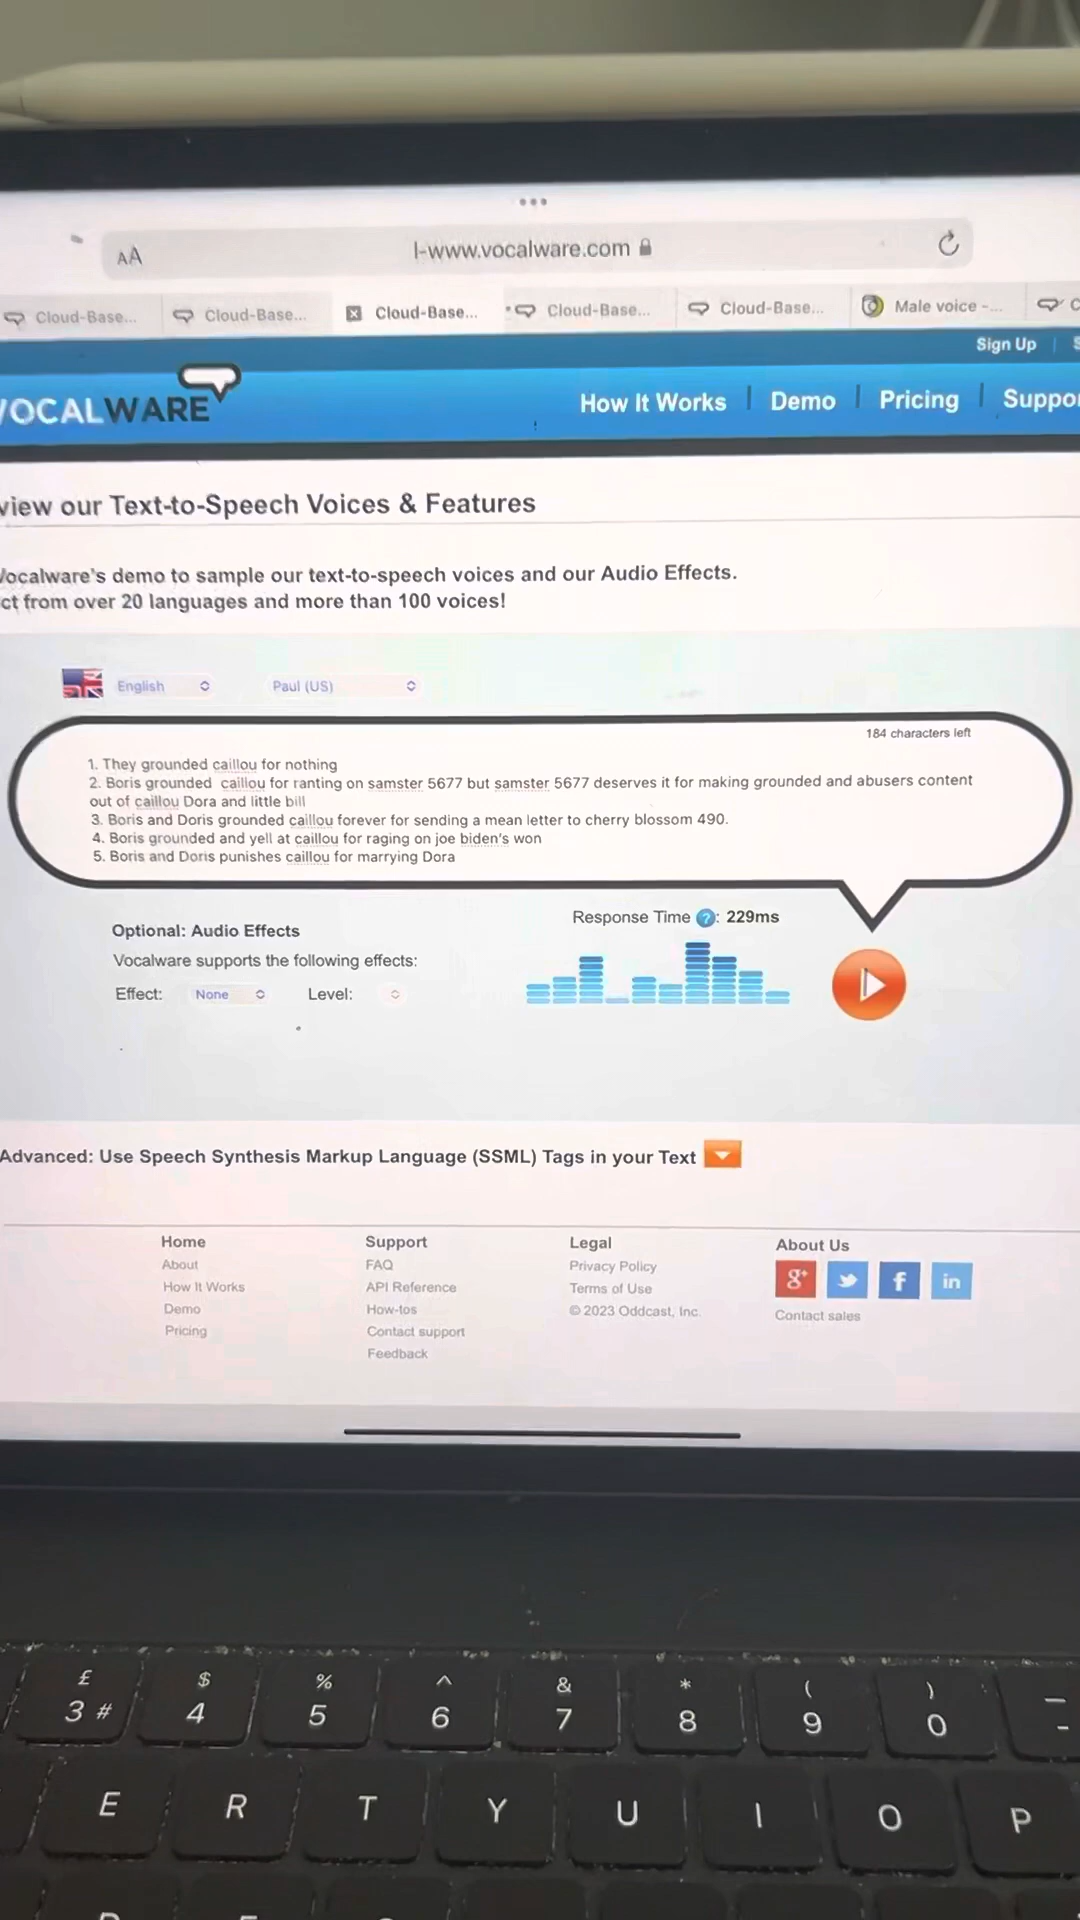 AA
l-www.vocalware.com
Cloud-Base...
Cloud-Base...
Cloud-Base...
Cloud-Base...
Cloud-Base...
Male voice -...
C
Sign Up
VOCALWARE
How It Works
Demo
Pricing
Suppo
view our Text-to-Speech Voices & Features
Vocalware's demo to sample our text-to-speech voices and our Audio Effects.
ct from over 20 languages and more than 100 voices!
English
Paul (US)
184 characters left
1. They grounded caillou for nothing
2. Boris grounded caillou for ranting on samster 5677 but samster 5677 deserves it for making grounded and abusers content
out of caillou Dora and little bill
3. Boris and Doris grounded caillou forever for sending a mean letter to cherry blossom 490.
4. Boris grounded and yell at caillou for raging on joe biden's won
5. Boris and Doris punishes caillou for marrying Dora
Optional: Audio Effects
Response Time ?: 229ms
Vocalware supports the following effects:
Effect: None Level:
Advanced: Use Speech Synthesis Markup Language (SSML) Tags in your Text
Home
About
How It Works
Demo
Pricing
Support
FAQ
API Reference
How-tos
Contact support
Feedback
Legal
Privacy Policy
Terms of Use
© 2023 Oddcast, Inc.
About Us
g+ f in
Contact sales
£ $ % ^ & * ( ) _
3 # 4 5 6 7 8 9 0 -
E R T Y U I O P